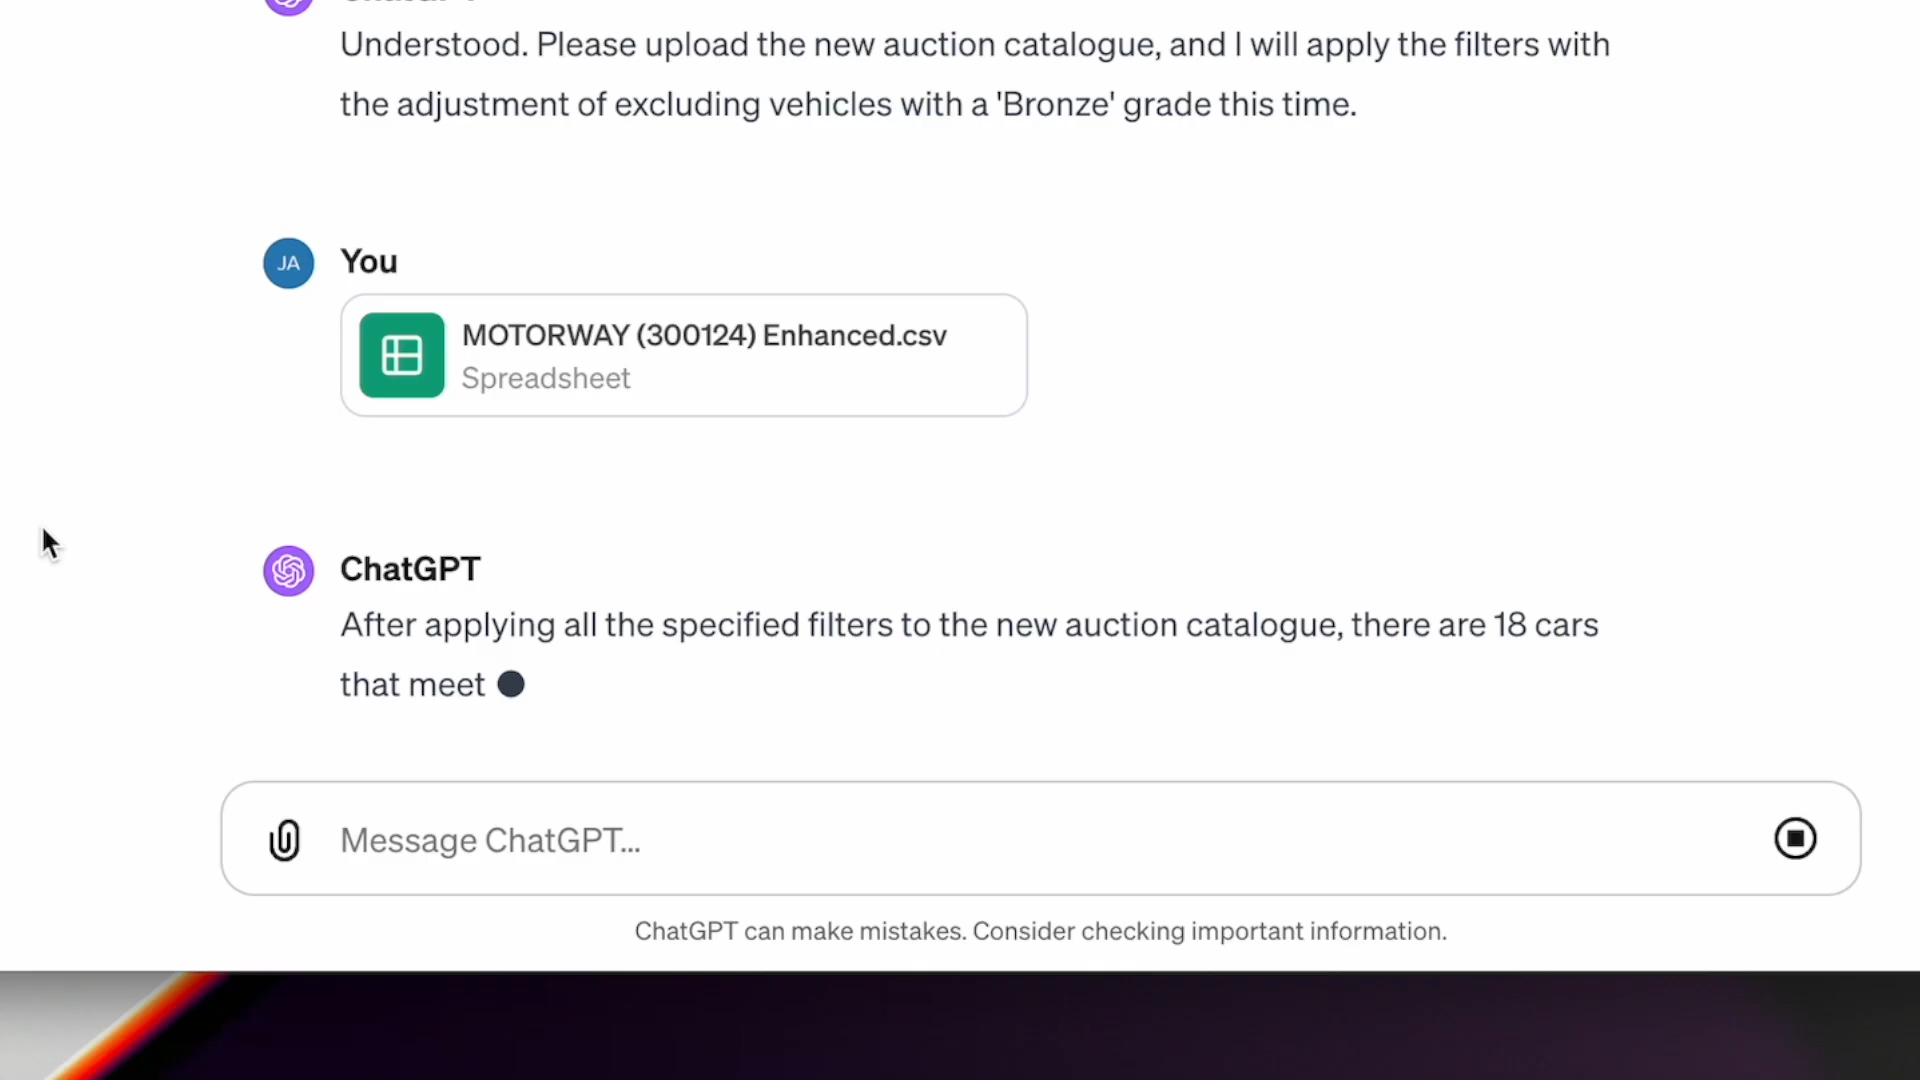 Understood. Please upload the new auction catalogue, and I will apply the filters with
the adjustment of excluding vehicles with a 'Bronze' grade this time.
JA
You
MOTORWAY (300124) Enhanced.csv
Spreadsheet
ChatGPT
After applying all the specified filters to the new auction catalogue, there are 18 cars
that meet
Message ChatGPT...
ChatGPT can make mistakes. Consider checking important information.